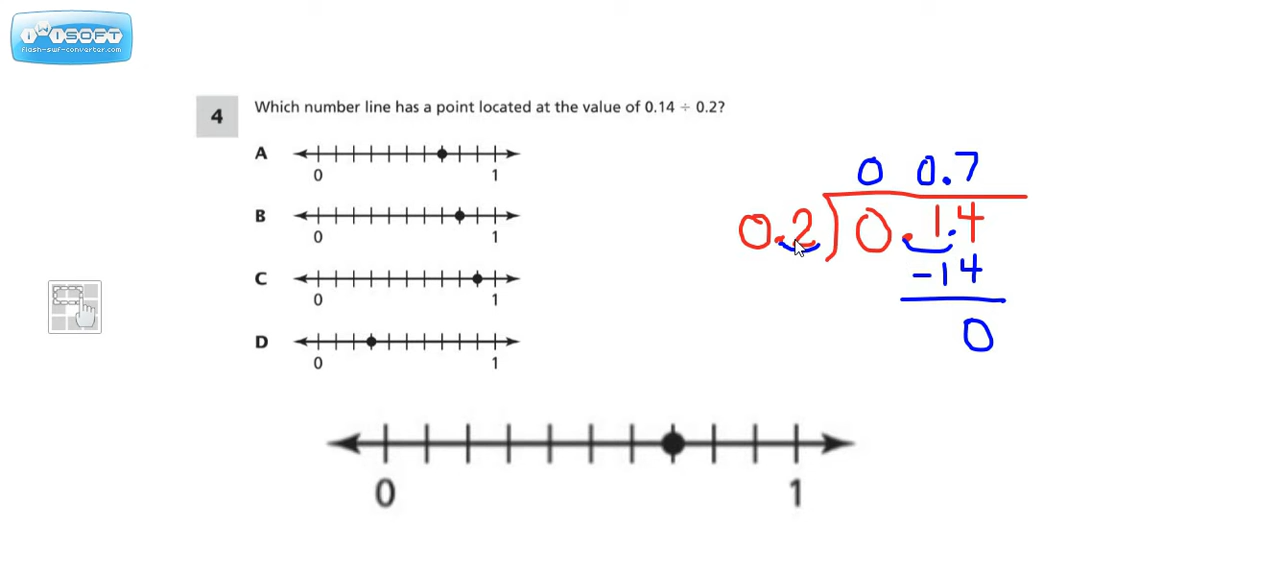 iWiSOFT
flash-swf-converter.com
4 Which number line has a point located at the value of 0.14 ÷ 0.2?
A
0 1
B
0 1
C
0 1
D
0 1
0 0.7
0.2 0.1.4
-14
0
0 1